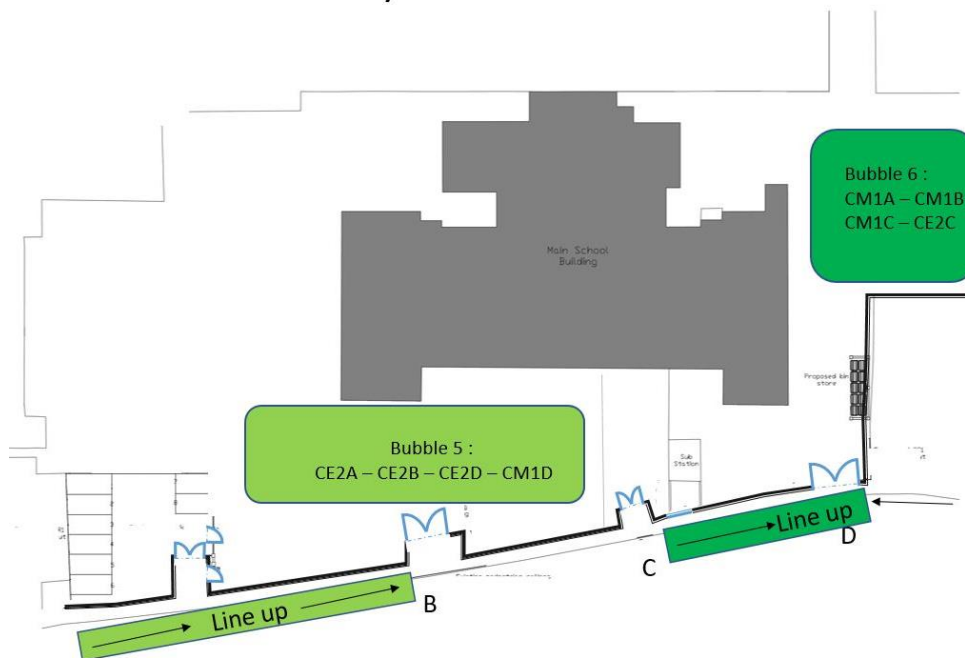 Bubble 6 :
CM1A – CM1B
CM1C – CE2C
Main School
Building
Proposed bin
store
Bubble 5 :
CE2A – CE2B – CE2D – CM1D
Sub
Station
Line up
D
C
B
Line up